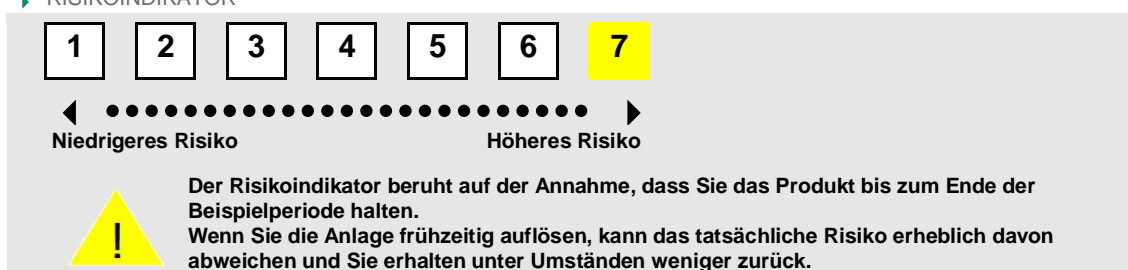 RISIKOINDIKATOR
1 2 3 4 5 6 7
Niedrigeres Risiko Höheres Risiko
Der Risikoindikator beruht auf der Annahme, dass Sie das Produkt bis zum Ende der
Beispielperiode halten.
! Wenn Sie die Anlage frühzeitig auflösen, kann das tatsächliche Risiko erheblich davon
abweichen und Sie erhalten unter Umständen weniger zurück.